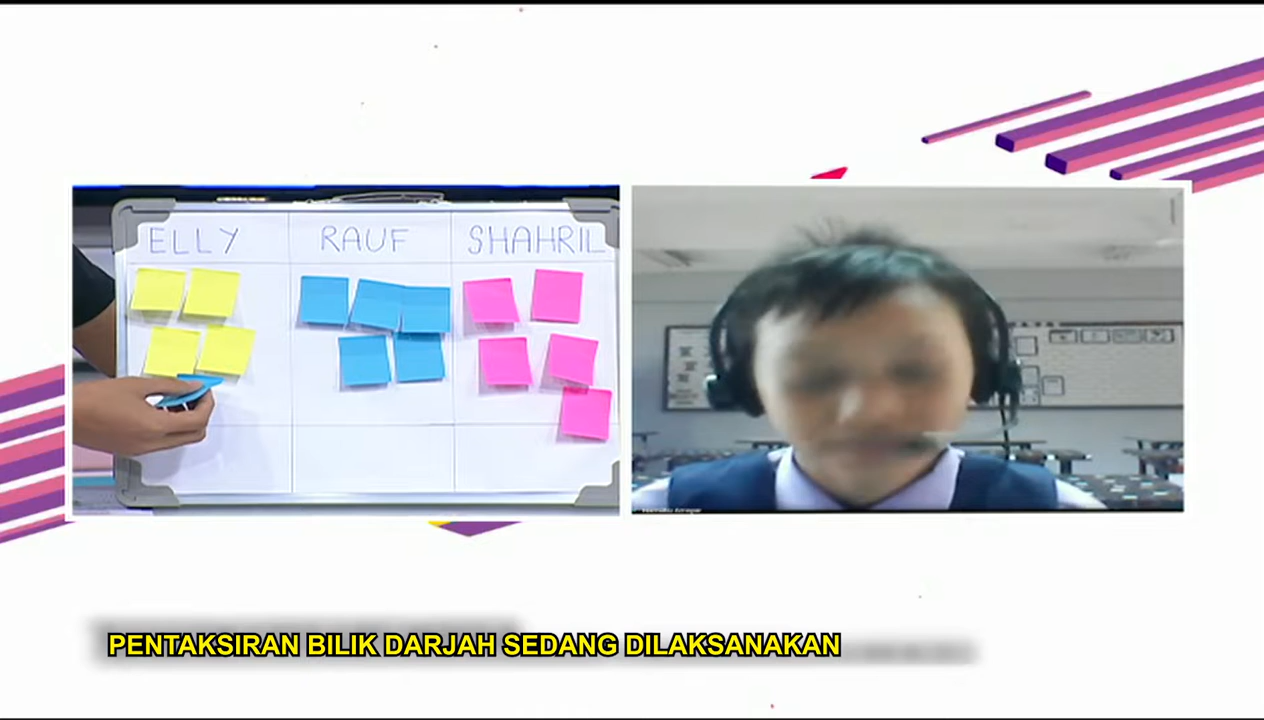 ELLY
RAUF
SHAHRIL
PENTAKSIRAN BILIK DARJAH SEDANG DILAKSANAKAN